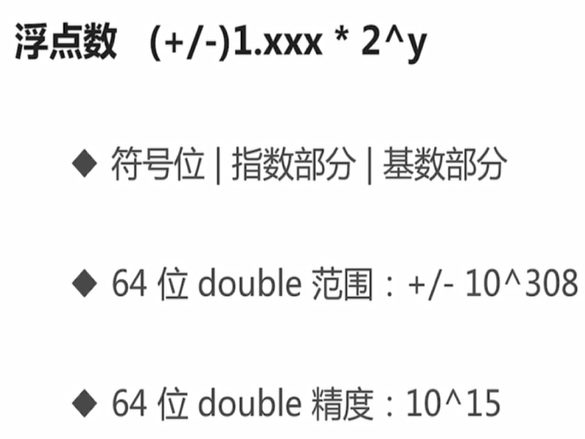 浮点数 (+/-)1.xxx * 2^y
◆ 符号位 | 指数部分 | 基数部分
◆ 64 位 double 范围：+/- 10^308
◆ 64 位 double 精度：10^15